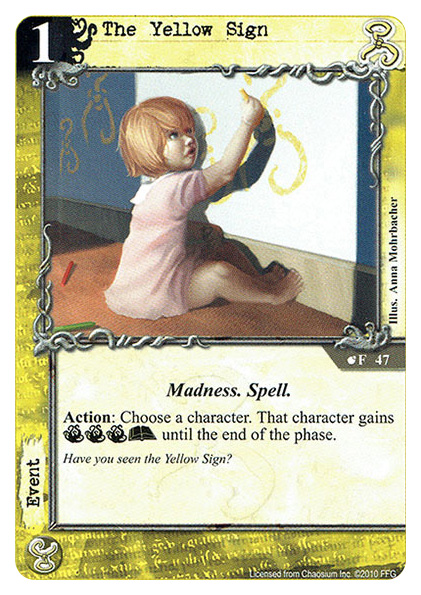 1
The Yellow Sign
Illus. Anna Mohrbacher
F 47
Madness. Spell.
Action: Choose a character. That character gains
until the end of the phase.
Have you seen the Yellow Sign?
Event
Licensed from Chaosium Inc. ©2010 FFG